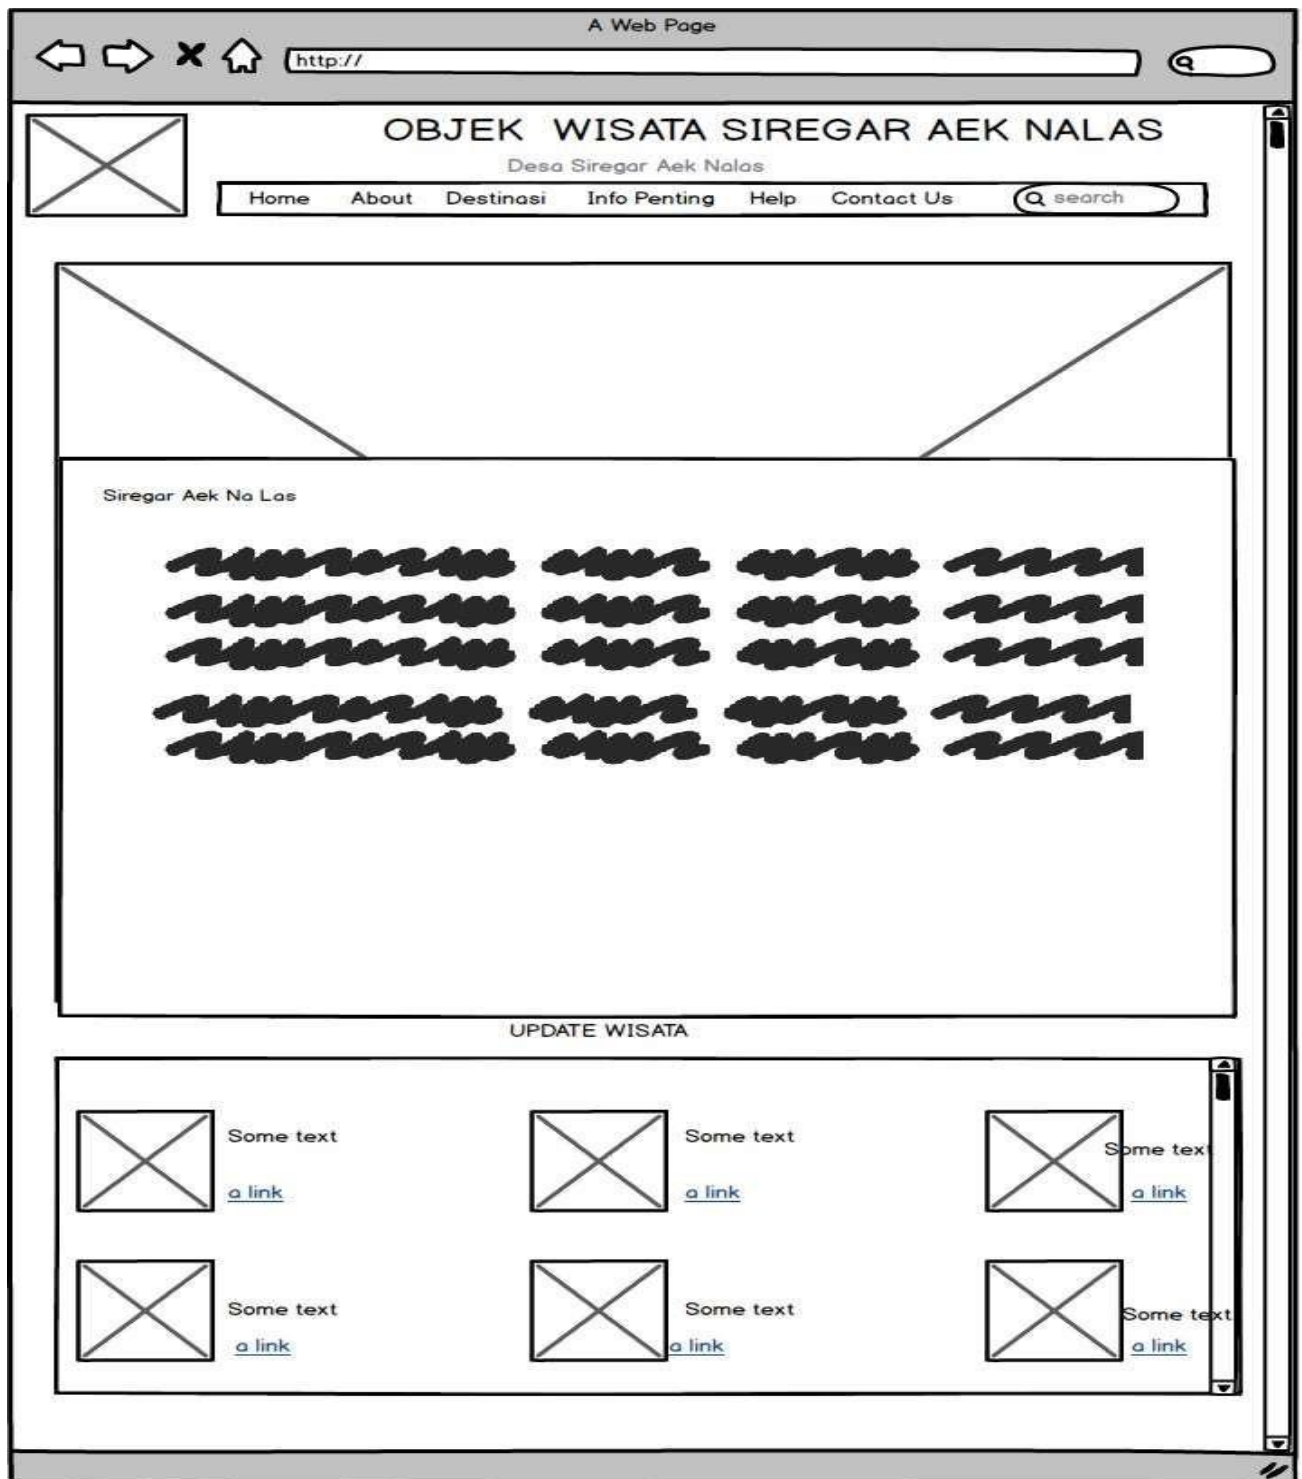 A Web Page
http://
OBJEK WISATA SIREGAR AEK NALAS
Desa Siregar Aek Nalas
Home About Destinasi Info Penting Help Contact Us search
Siregar Aek Na Las
UPDATE WISATA
Some text Some text Some text
a link a link a link
Some text Some text Some text
a link a link a link